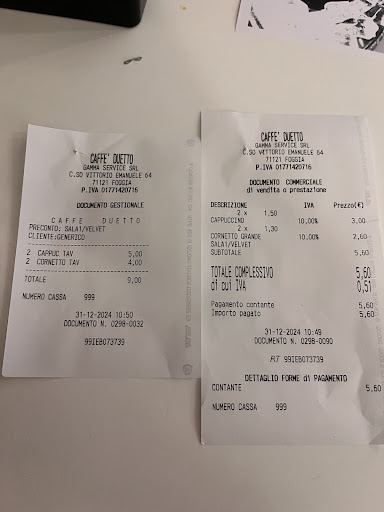 CAFFE' DUETTO
GAMMA SERVICE SRL
C.SO VITTORIO EMANUELE 64
71121 FOGGIA
P.IVA 01771420716
DOCUMENTO GESTIONALE
CAFFE DUETTO
PRECONTO: SALA1/VELVET
CLIENTE:GENERICO
2 CAPPUC TAV 5,00
2 CORNETTO TAV 4,00
TOTALE 9,00
NUMERO CASSA 999
31-12-2024 10:50
DOCUMENTO N. 0298-0032
99IEB073739
CAFFE' DUETTO
GAMMA SERVICE SRL
C.SO VITTORIO EMANUELE 64
71121 FOGGIA
P.IVA 01771420716
DOCUMENTO COMMERCIALE
di vendita o prestazione
DESCRIZIONE IVA Prezzo(€)
2 x 1,50
CAPPUCCINO 10,00% 3,00
2 x 1,30
CORNETTO GRANDE 10,00% 2,60
SALA1/VELVET
SUBTOTALE 5,60
TOTALE COMPLESSIVO 5,60
di cui IVA 0,51
Pagamento contante 5,60
Importo pagato 5,60
31-12-2024 10:49
DOCUMENTO N. 0298-0090
RT 99IEB073739
DETTAGLIO FORME di PAGAMENTO
CONTANTE 5,60
NUMERO CASSA 999